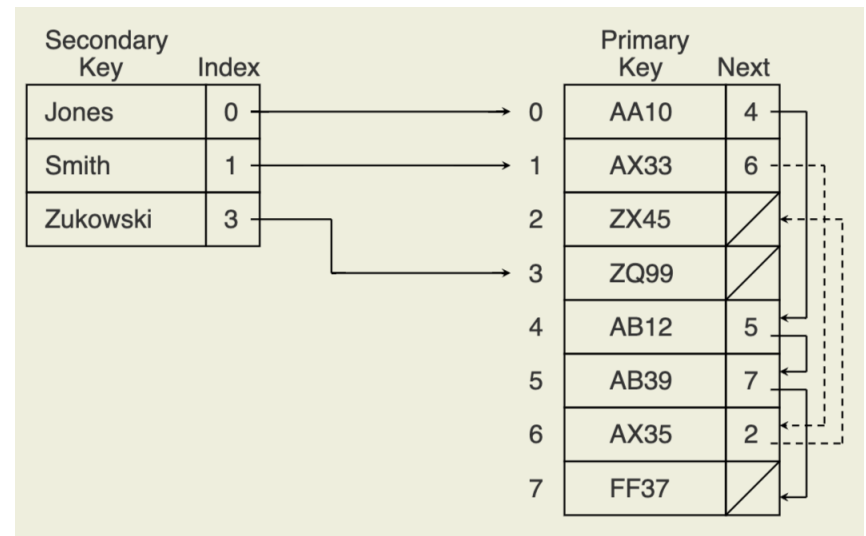 Secondary Key Index
Jones 0
Smith 1
Zukowski 3
Primary Key Next
0 AA10 4
1 AX33 6
2 ZX45
3 ZQ99
4 AB12 5
5 AB39 7
6 AX35 2
7 FF37